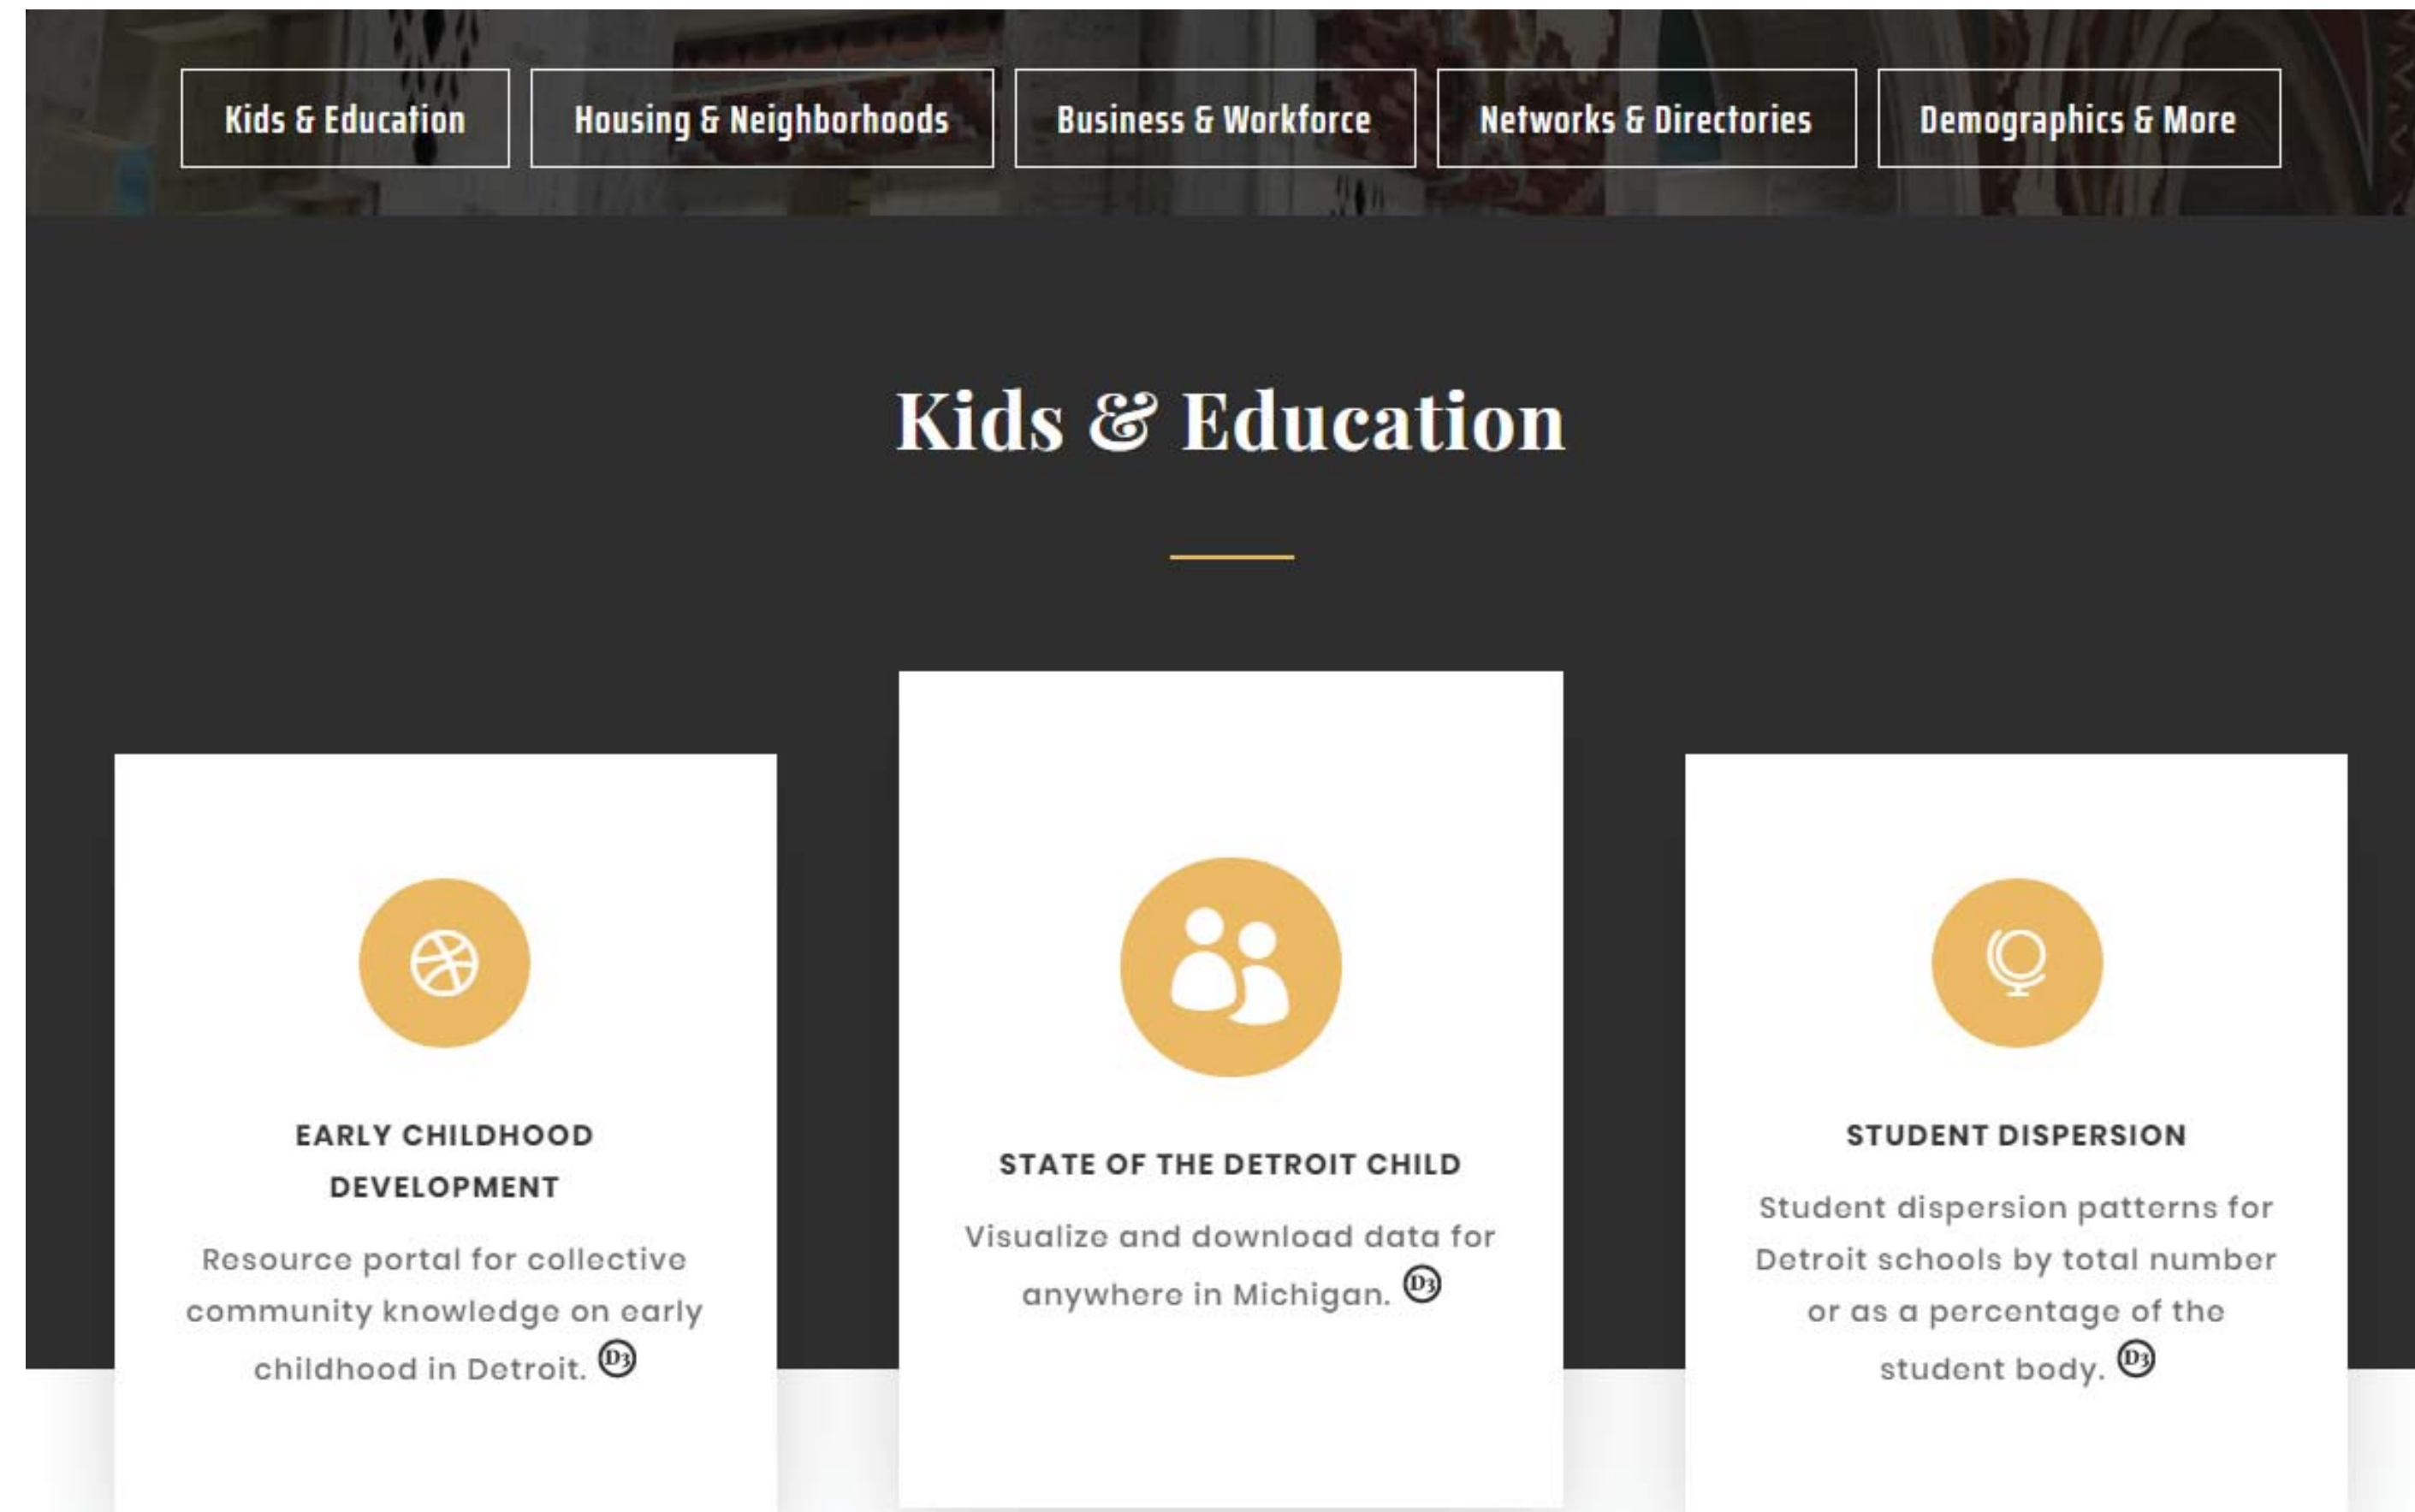 Kids & Education
Housing & Neighborhoods
Business & Workforce
Networks & Directories
Demographics & More
Kids & Education
EARLY CHILDHOOD
DEVELOPMENT
Resource portal for collective
community knowledge on early
childhood in Detroit. D3
STATE OF THE DETROIT CHILD
Visualize and download data for
anywhere in Michigan. D3
STUDENT DISPERSION
Student dispersion patterns for
Detroit schools by total number
or as a percentage of the
student body. D3